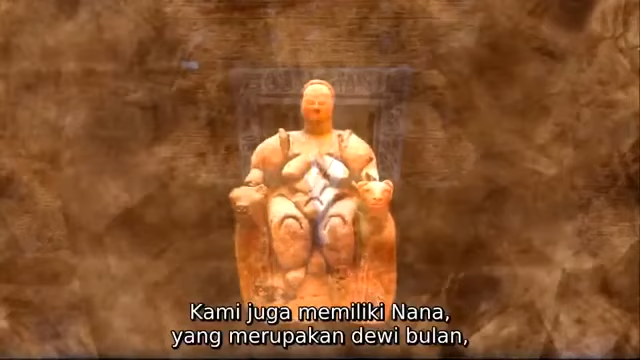 Kami juga memiliki Nana,
yang merupakan dewi bulan,